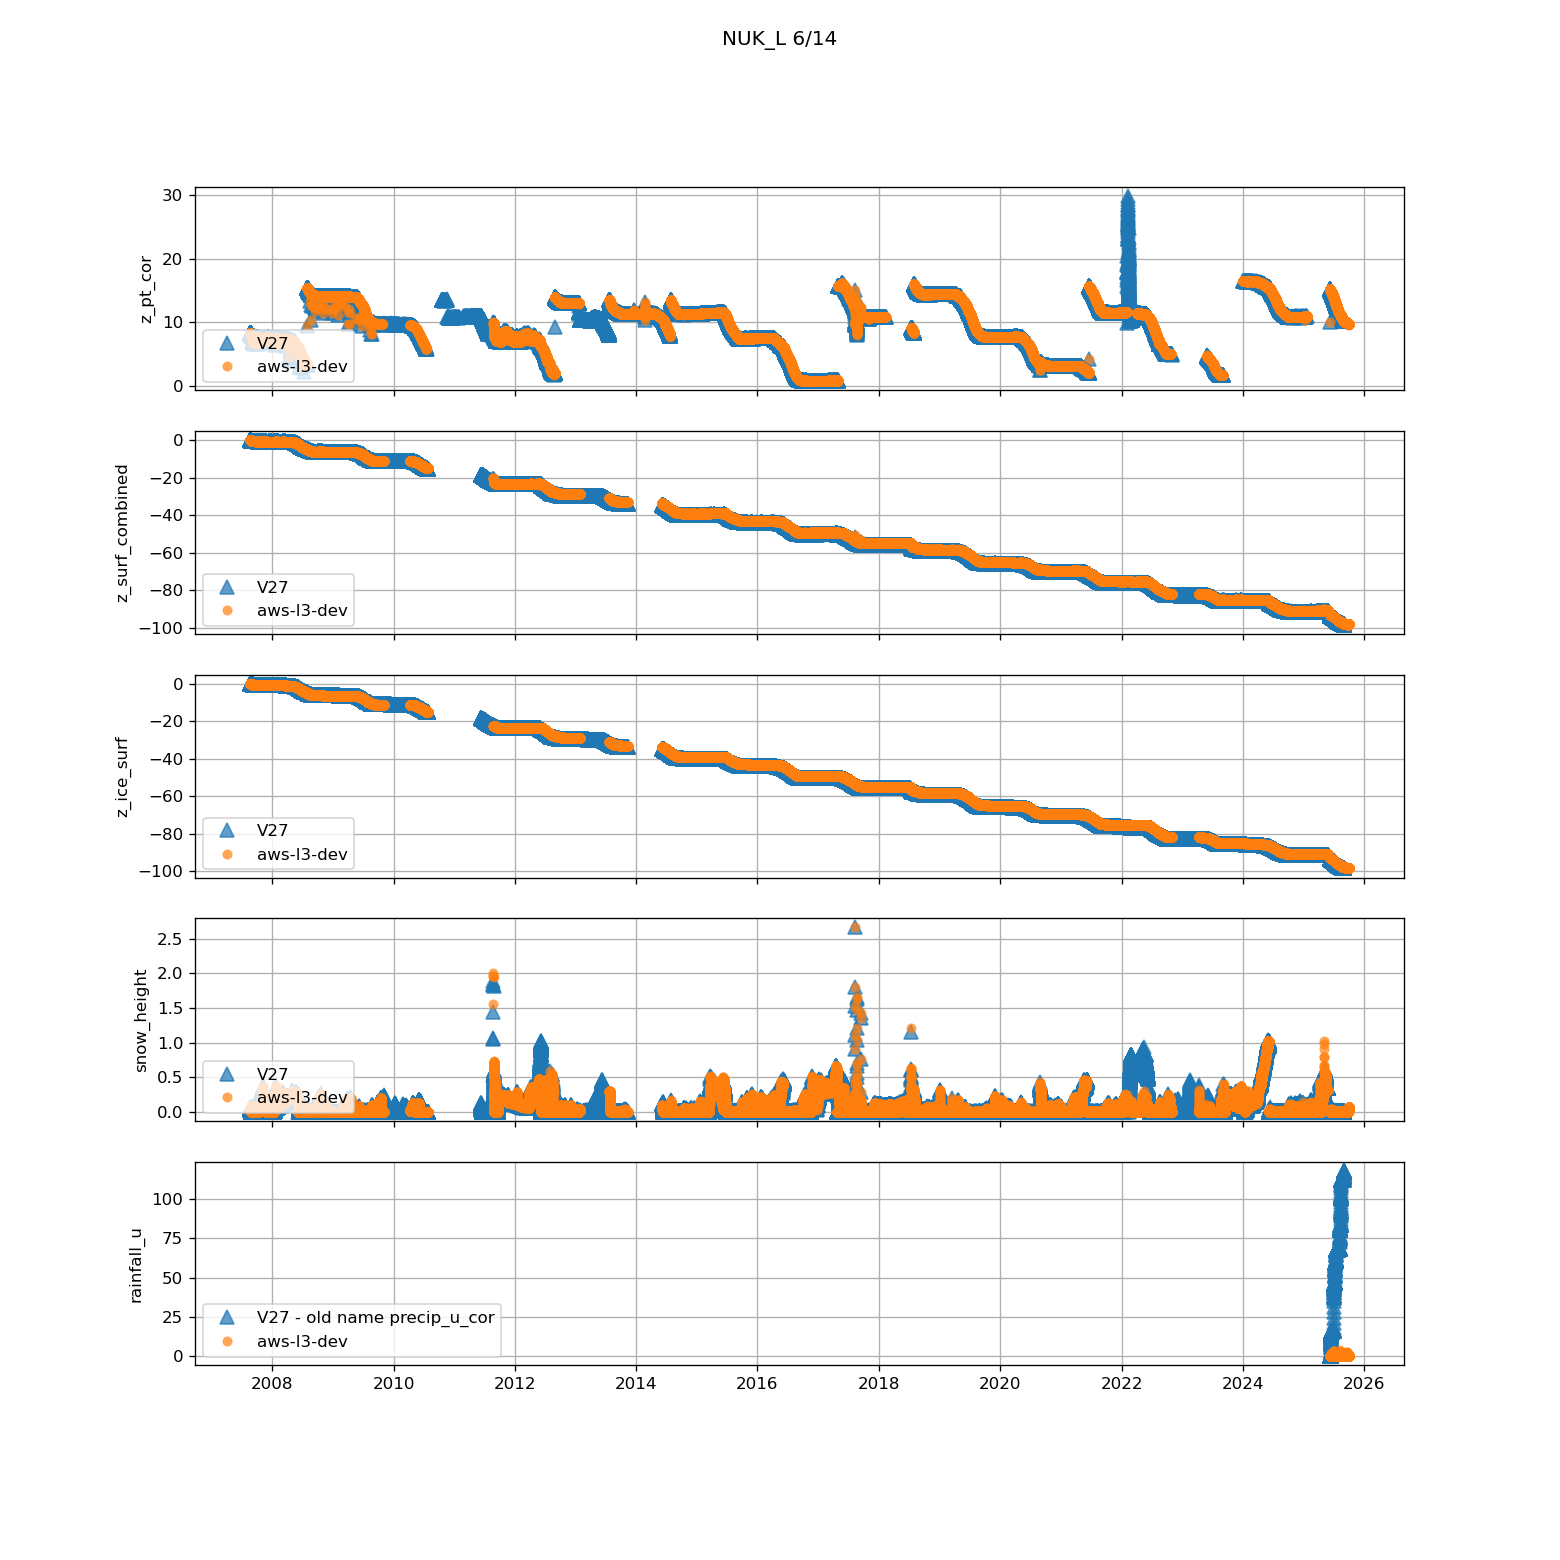 NUK_L 6/14
z_pt_cor
30
20
10
0
V27
aws-l3-dev
z_surf_combined
0
−20
−40
−60
−80
−100
V27
aws-l3-dev
z_ice_surf
0
−20
−40
−60
−80
−100
V27
aws-l3-dev
snow_height
2.5
2.0
1.5
1.0
0.5
0.0
V27
aws-l3-dev
rainfall_u
100
75
50
25
0
V27 - old name precip_u_cor
aws-l3-dev
2008 2010 2012 2014 2016 2018 2020 2022 2024 2026